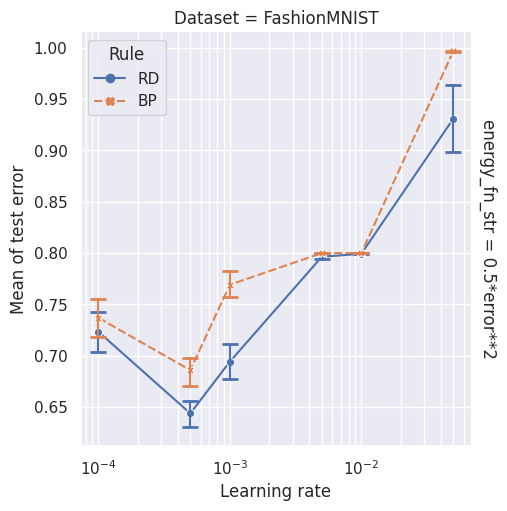 Dataset = FashionMNIST
Rule
RD
BP
1.00
0.95
0.90
0.85
0.80
0.75
0.70
0.65
Mean of test error
energy_fn_str = 0.5*error**2
10⁻⁴
10⁻³
10⁻²
Learning rate